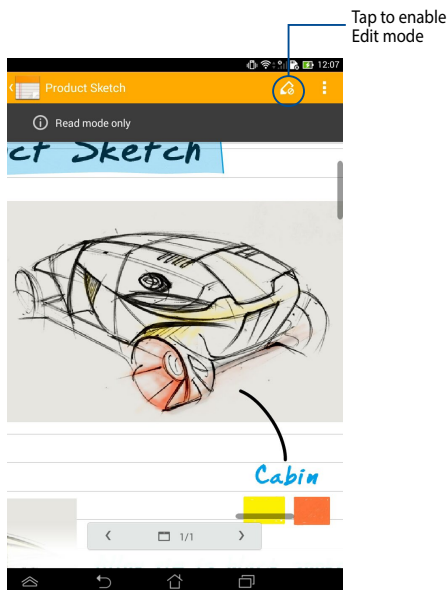 Tap to enable
Edit mode
12:07
Product Sketch
Read mode only
ct Sketch
Cabin
1/1